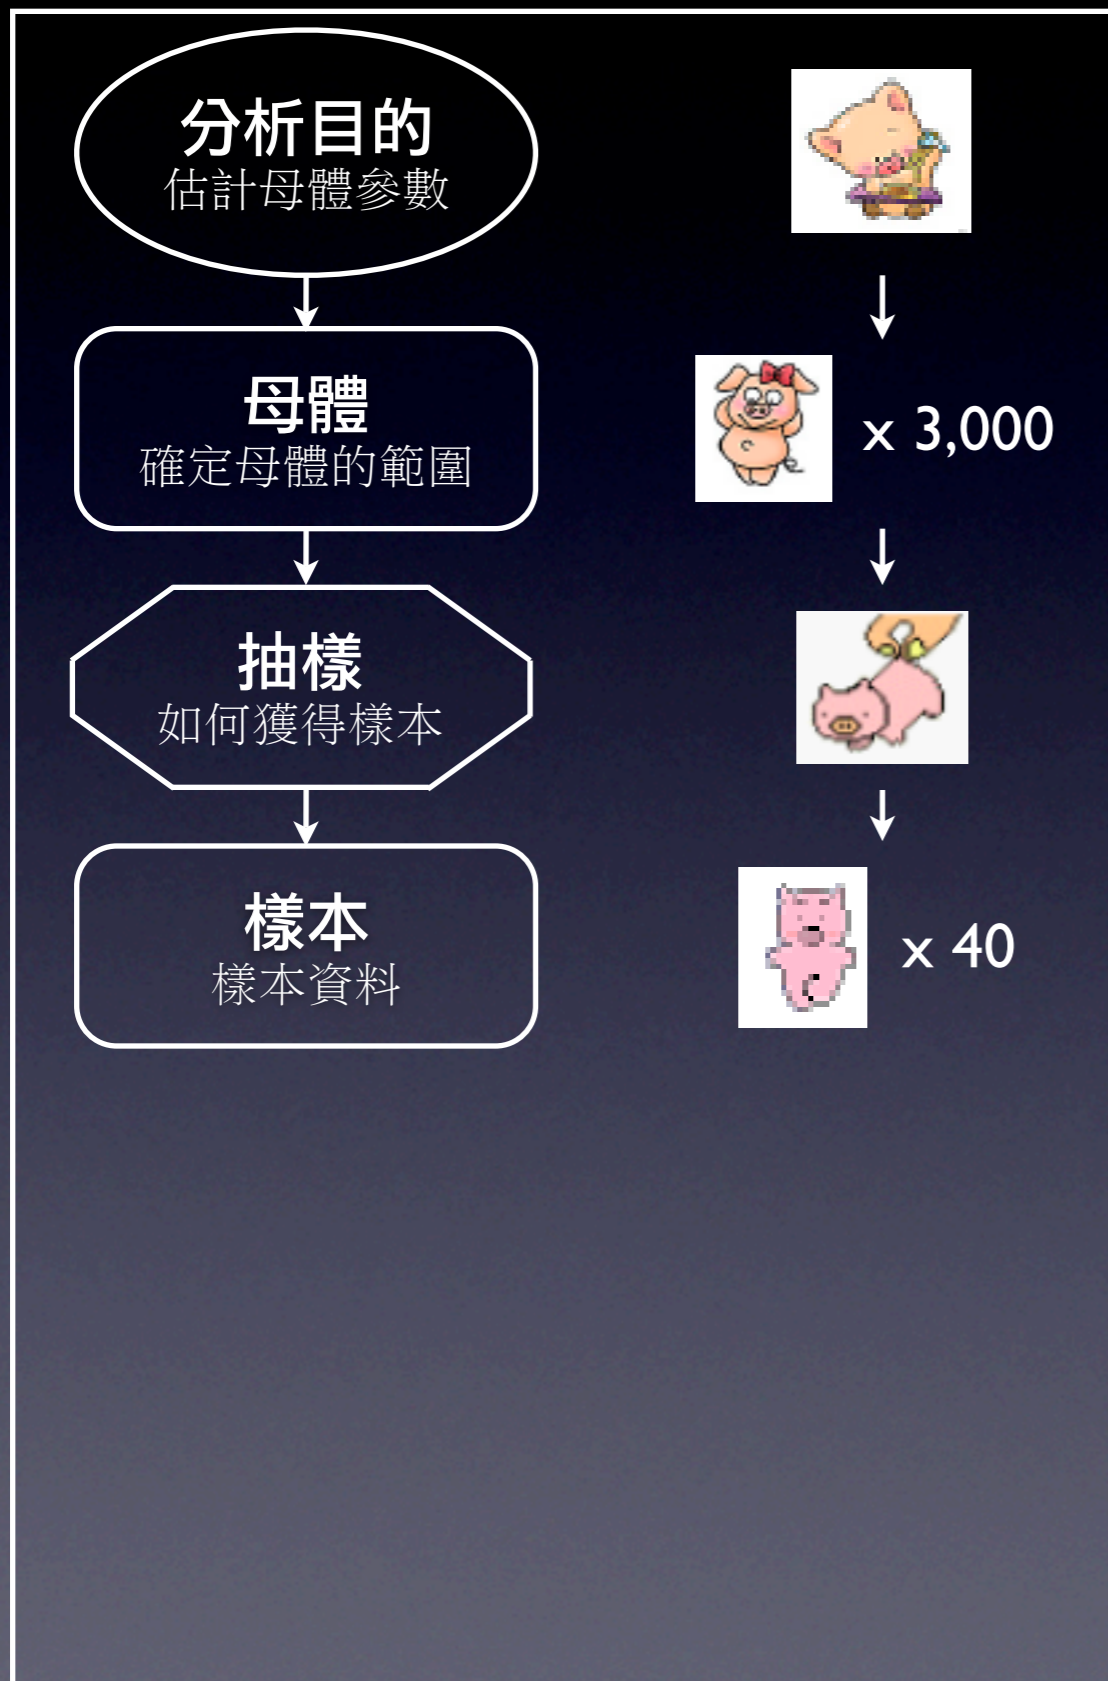 分析目的
估計母體參數
母體
確定母體的範圍
x 3,000
抽樣
如何獲得樣本
樣本
樣本資料
x 40